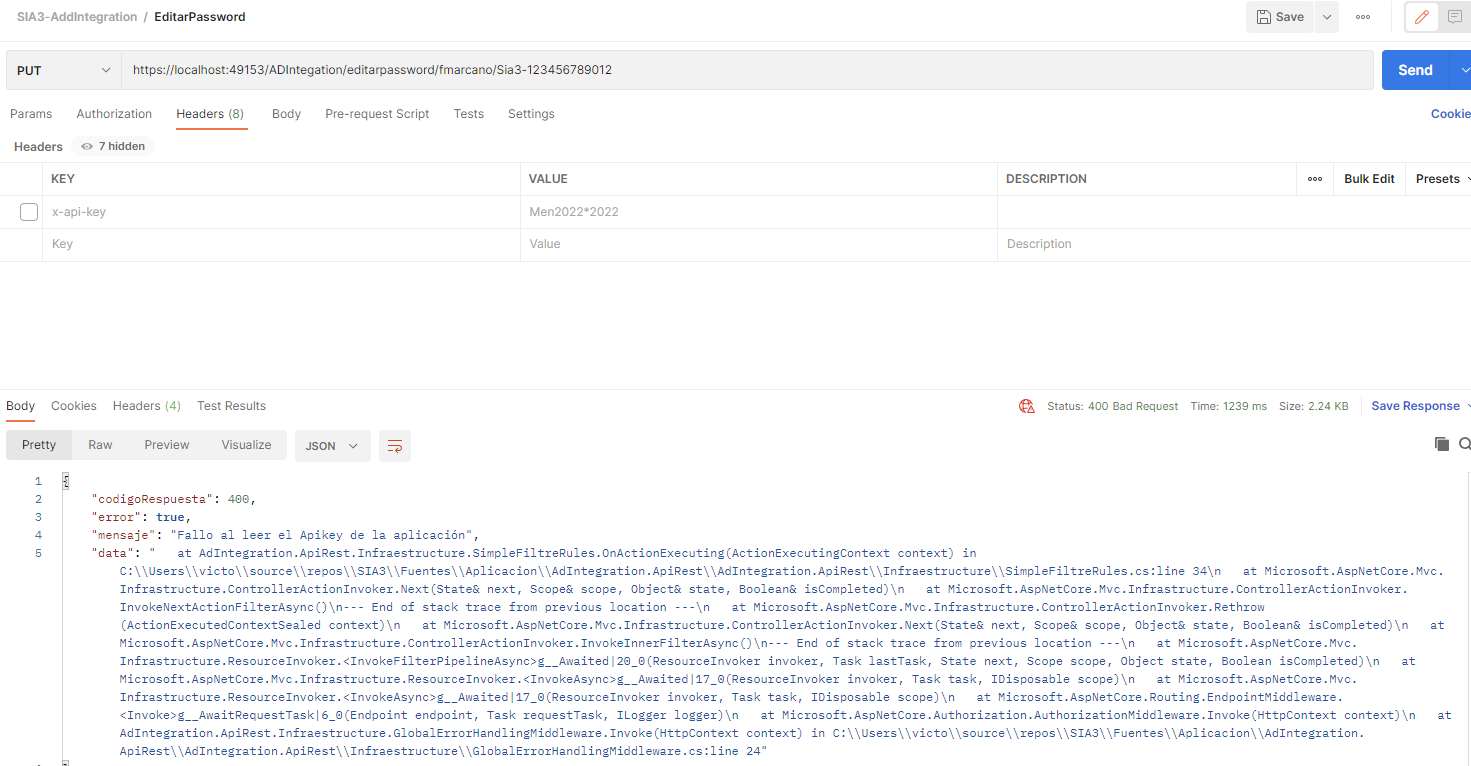 SIA3-AddIntegration / EditarPassword
Save
PUT
https://localhost:49153/ADIntegation/editarpassword/fmarcano/Sia3-123456789012
Send
Params Authorization Headers (8) Body Pre-request Script Tests Settings
Cookie
Headers 7 hidden
KEY VALUE DESCRIPTION
Bulk Edit Presets
x-api-key Men2022*2022
Key Value Description
Body Cookies Headers (4) Test Results
Status: 400 Bad Request Time: 1239 ms Size: 2.24 KB Save Response
Pretty Raw Preview Visualize JSON
1 {
2 "codigoRespuesta": 400,
3 "error": true,
4 "mensaje": "Fallo al leer el Apikey de la aplicación",
5 "data": "   at AdIntegration.ApiRest.Infraestructure.SimpleFiltreRules.OnActionExecuting(ActionExecutingContext context) in
C:\\Users\\victo\\source\\repos\\SIA3\\Fuentes\\Aplicacion\\AdIntegration.ApiRest\\AdIntegration.ApiRest\\Infraestructure\\SimpleFiltreRules.cs:line 34\n   at Microsoft.AspNetCore.Mvc.
Infrastructure.ControllerActionInvoker.Next(State& next, Scope& scope, Object& state, Boolean& isCompleted)\n   at Microsoft.AspNetCore.Mvc.Infrastructure.ControllerActionInvoker.
InvokeNextActionFilterAsync()\n--- End of stack trace from previous location ---\n   at Microsoft.AspNetCore.Mvc.Infrastructure.ControllerActionInvoker.Rethrow
(ActionExecutedContextSealed context)\n   at Microsoft.AspNetCore.Mvc.Infrastructure.ControllerActionInvoker.Next(State& next, Scope& scope, Object& state, Boolean& isCompleted)\n   at
Microsoft.AspNetCore.Mvc.Infrastructure.ControllerActionInvoker.InvokeInnerFilterAsync()\n--- End of stack trace from previous location ---\n   at Microsoft.AspNetCore.Mvc.
Infrastructure.ResourceInvoker.<InvokeFilterPipelineAsync>g__Awaited|20_0(ResourceInvoker invoker, Task lastTask, State next, Scope scope, Object state, Boolean isCompleted)\n   at
Microsoft.AspNetCore.Mvc.Infrastructure.ResourceInvoker.<InvokeAsync>g__Awaited|17_0(ResourceInvoker invoker, Task task, IDisposable scope)\n   at Microsoft.AspNetCore.Mvc.
Infrastructure.ResourceInvoker.<InvokeAsync>g__Awaited|17_0(ResourceInvoker invoker, Task task, IDisposable scope)\n   at Microsoft.AspNetCore.Routing.EndpointMiddleware.
<Invoke>g__AwaitRequestTask|6_0(Endpoint endpoint, Task requestTask, ILogger logger)\n   at Microsoft.AspNetCore.Authorization.AuthorizationMiddleware.Invoke(HttpContext context)\n   at
AdIntegration.ApiRest.Infraestructure.GlobalErrorHandlingMiddleware.Invoke(HttpContext context) in C:\\Users\\victo\\source\\repos\\SIA3\\Fuentes\\Aplicacion\\AdIntegration.
ApiRest\\AdIntegration.ApiRest\\Infraestructure\\GlobalErrorHandlingMiddleware.cs:line 24"